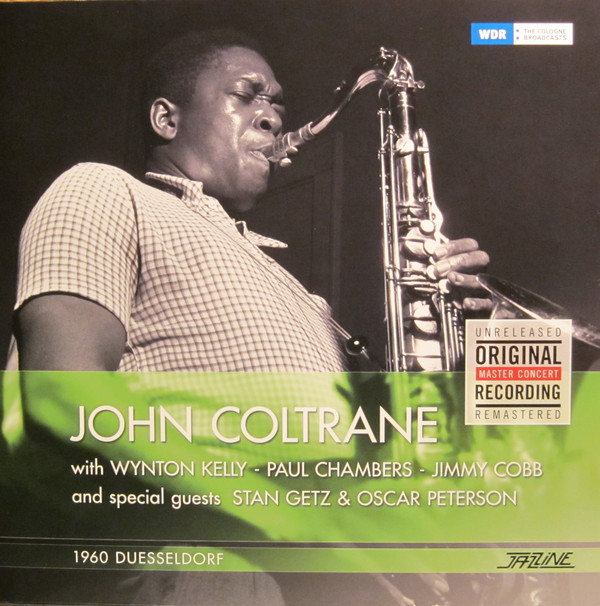 WDR THE COLOGNE
BROADCASTS
UNRELEASED
ORIGINAL
MASTER CONCERT
RECORDING
REMASTERED
JOHN COLTRANE
with WYNTON KELLY - PAUL CHAMBERS - JIMMY COBB
and special guests STAN GETZ & OSCAR PETERSON
1960 DUESSELDORF
JAZZLINE